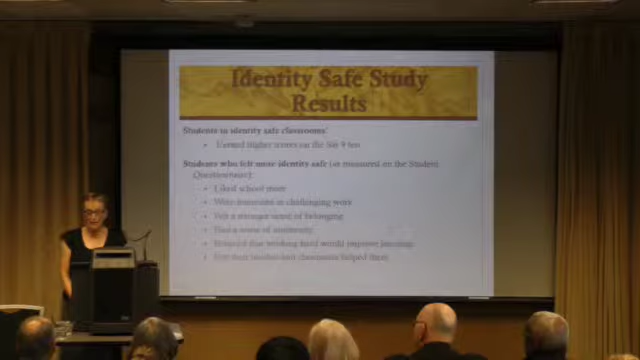 Identity Safe Study
Results
Students in identity safe classrooms'
• Earned higher scores on the Sat 9 test
Students who felt more identity safe (as measured on the Student
Questionnaire):
• Liked school more
• Were interested in challenging work
• Felt a stronger sense of belonging
• Had a sense of autonomy
• Believed that working hard would improve learning
• Felt their teacher and classmates helped them